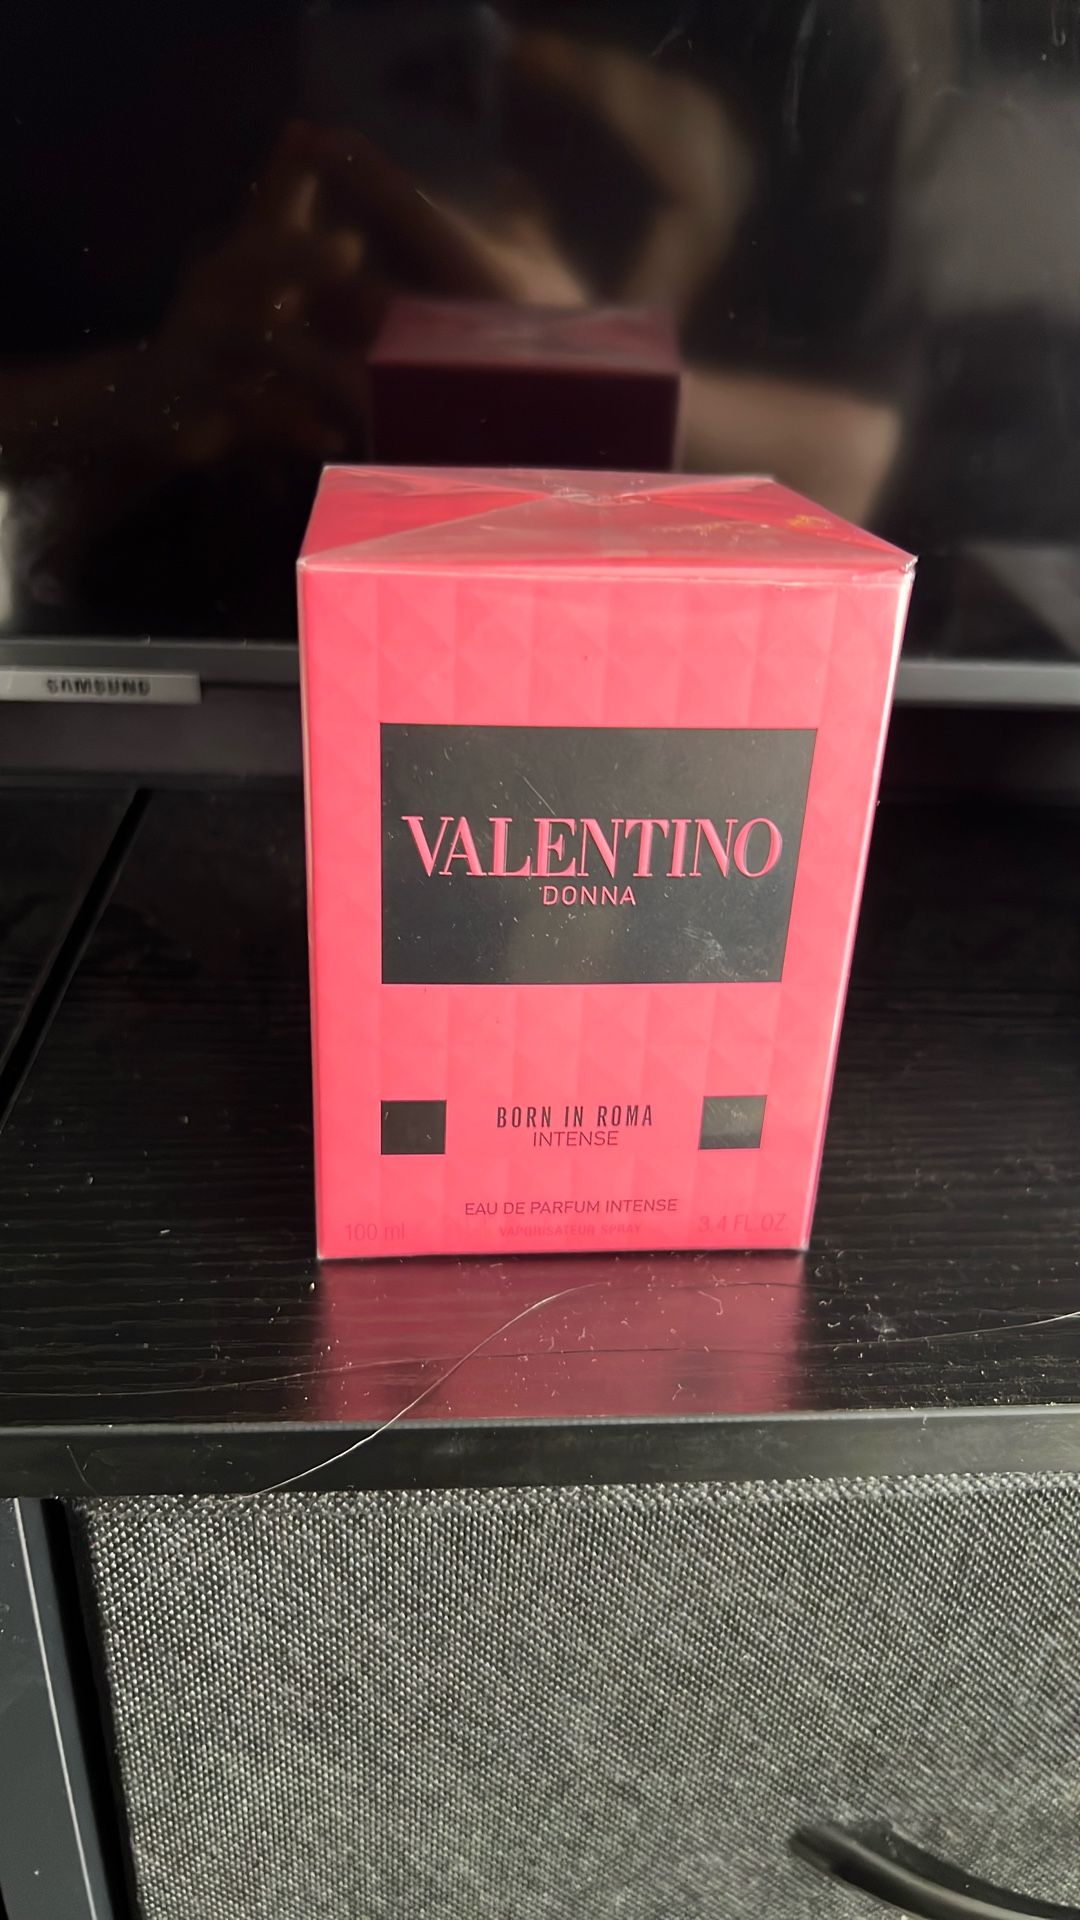 SAMSUNG
VALENTINO
DONNA
BORN IN ROMA
INTENSE
EAU DE PARFUM INTENSE
100 ml VAPORISATEUR SPRAY 3.4 FL.OZ.